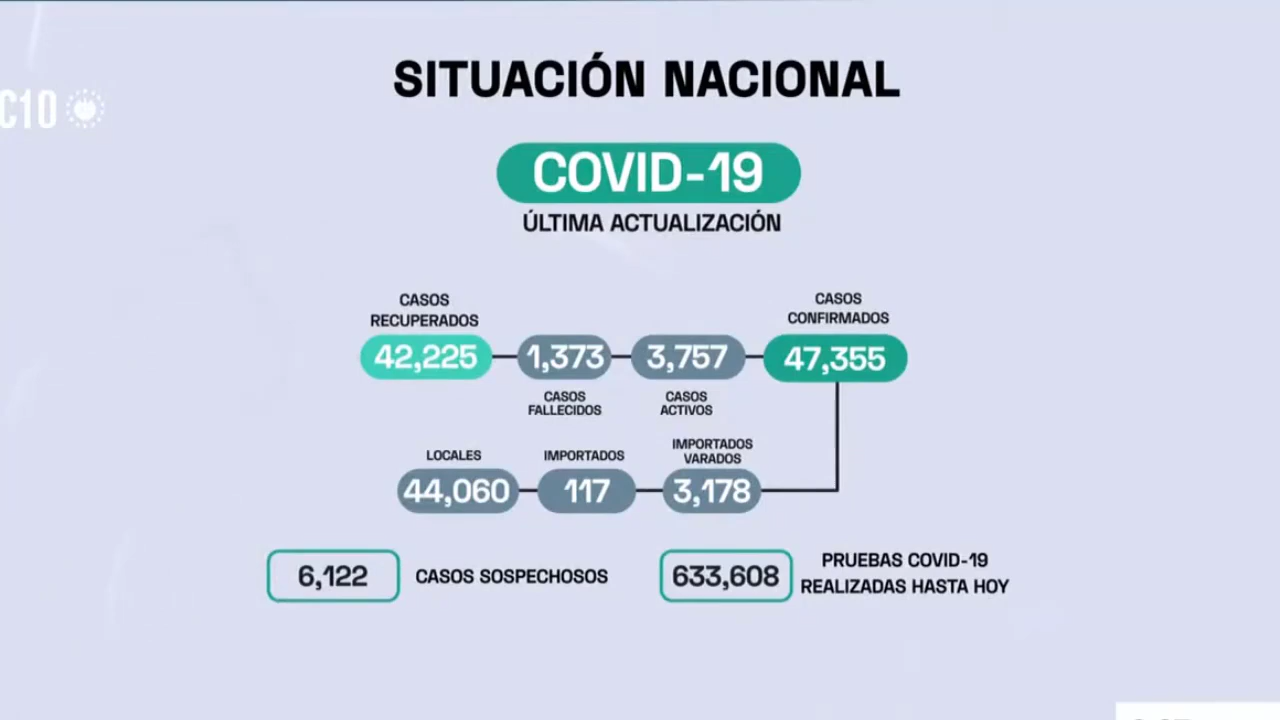 SITUACIÓN NACIONAL
C10
COVID-19
ÚLTIMA ACTUALIZACIÓN
CASOS
RECUPERADOS
CASOS
CONFIRMADOS
42,225
1,373
3,757
47,355
CASOS
FALLECIDOS
CASOS
ACTIVOS
LOCALES
IMPORTADOS
IMPORTADOS
VARADOS
44,060
117
3,178
6,122
CASOS SOSPECHOSOS
633,608
PRUEBAS COVID-19
REALIZADAS HASTA HOY